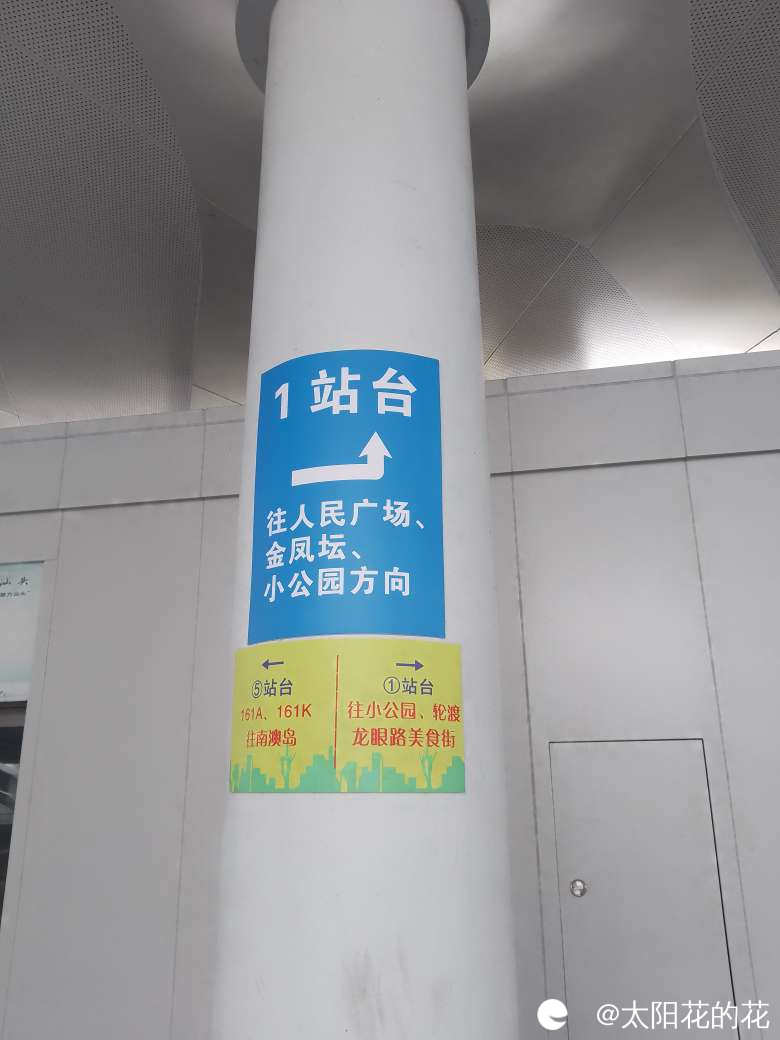 1 站台
往人民广场、
金凤坛、
小公园方向
⑤站台
161A、161K
往南澳岛
①站台
往小公园、轮渡
龙眼路美食街
汕头
@太阳花的花